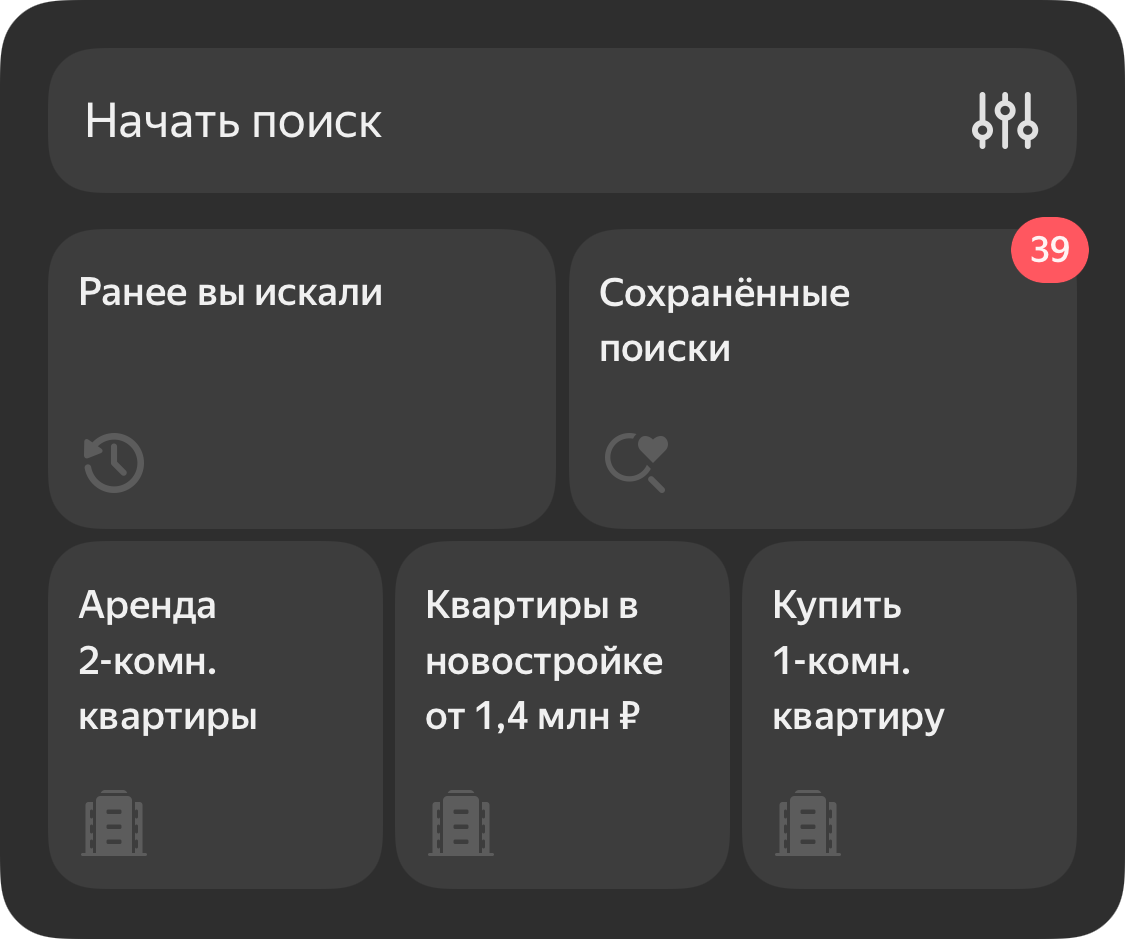 Начать поиск
39
Ранее вы искали
Сохранённые
поиски
Аренда
2-комн.
квартиры
Квартиры в
новостройке
от 1,4 млн ₽
Купить
1-комн.
квартиру